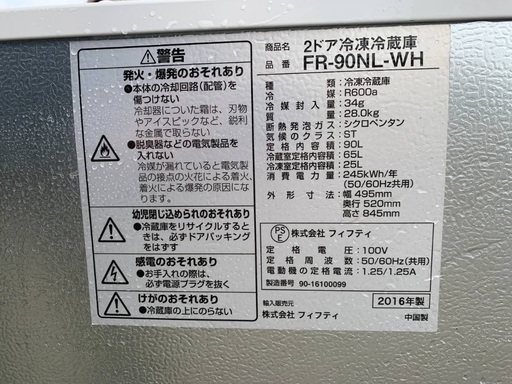 警告
発火・爆発のおそれあり
●本体の冷却回路(配管)を
傷つけない
冷却器についた霜は、刃物
やアイスピックなど、鋭利
な金属で取らない
●脱臭器などの電気製品を
入れない
冷媒が漏れていると電気製
品の接点の火花による着火、
着火による爆発の原因にな
ります。
幼児閉じ込められのおそれあり
●冷蔵庫をリサイクルすると
きは、必ずドアパッキング
をはずす
感電のおそれあり
●お手入れの際は、
必ず電源プラグを抜く
けがのおそれあり
●冷蔵庫の上にのらない
商品名 2ドア冷凍冷蔵庫
品番 FR-90NL-WH
種類:冷凍冷蔵庫
冷媒:R600a
冷媒封入量:34g
質量:28.0kg
断熱発泡ガス:シクロペンタン
気候のクラス:ST
定格内容積:90L
冷蔵室定格内容積:65L
冷凍室定格内容積:25L
消費電力量:245kWh/年
(50/60Hz共用)
外形寸法:幅 495mm
奥行 520mm
高さ 845mm
PSE 株式会社 フィフティ
定格電圧:100V
定格周波数:50/60Hz(共用)
電動機の定格電流:1.25/1.25A
製造番号:90-16100099
輸入販売元
株式会社 フィフティ
2016年製
中国製